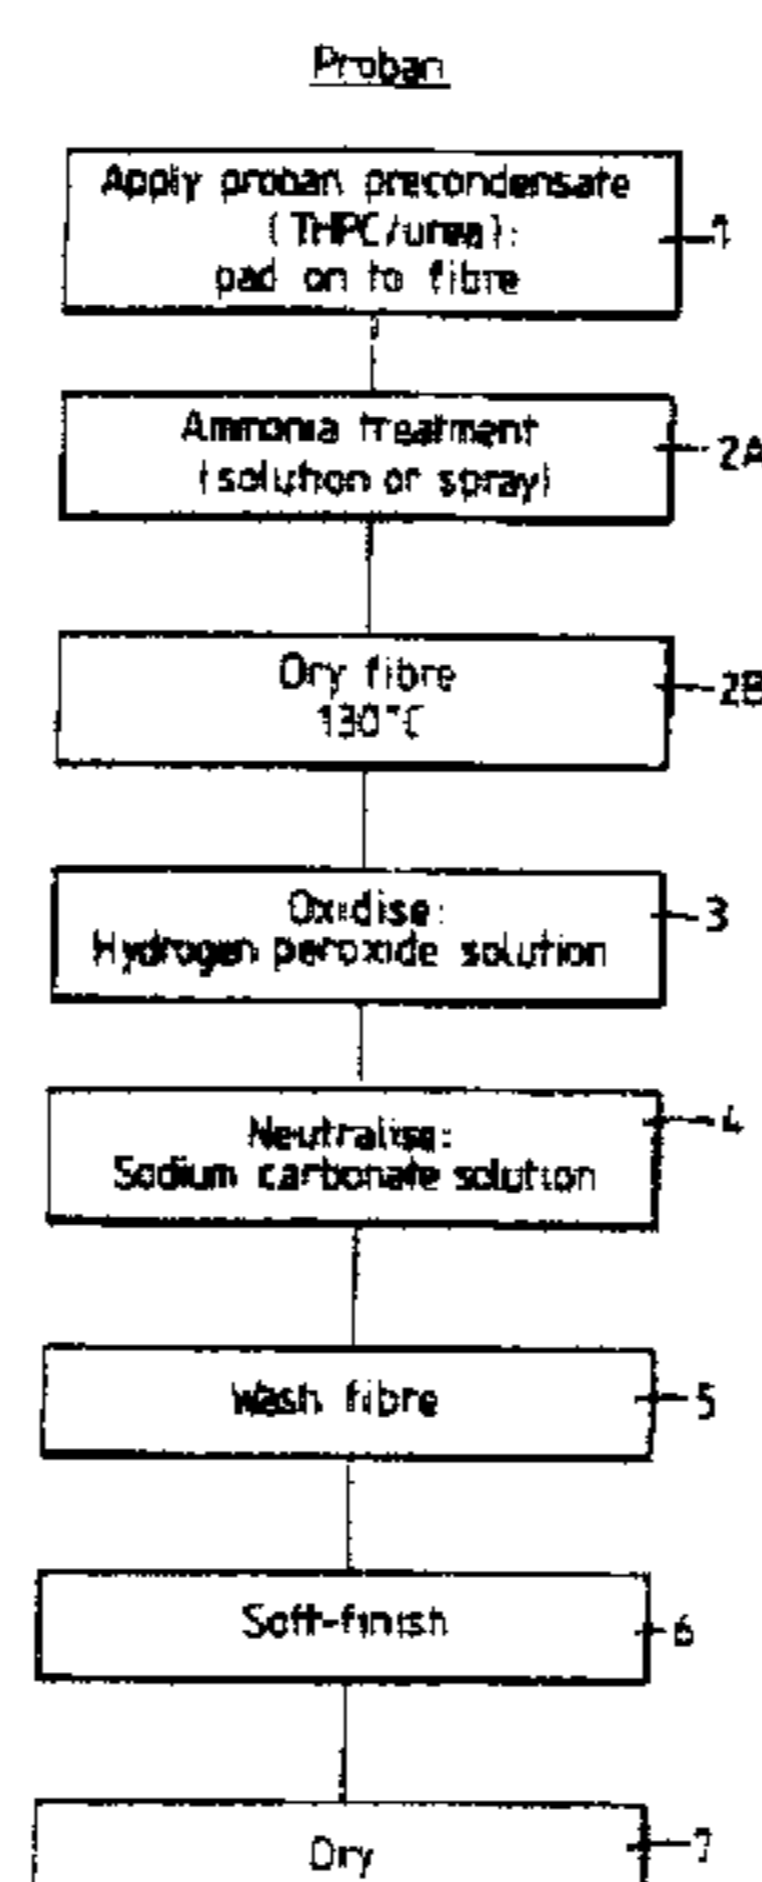 Proban
Apply proban precondensate
(THPC/urea):
pad on to fibre
1
Ammonia treatment
(solution or spray)
2A
Dry fibre
130°C
2B
Oxidise:
Hydrogen peroxide solution
3
Neutralise:
Sodium carbonate solution
4
Wash fibre
5
Soft-finish
6
Dry
7